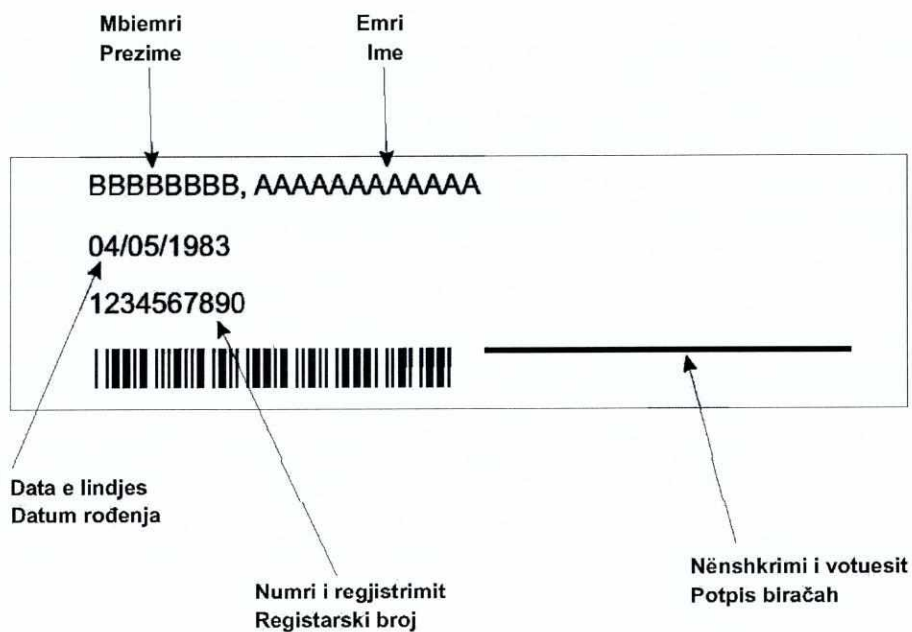 Mbiemri
Prezime
Emri
Ime
BBBBBBBB, AAAAAAAAAAAA
04/05/1983
1234567890
Data e lindjes
Datum rođenja
Numri i regjistrimit
Registarski broj
Nënshkrimi i votuesit
Potpis biračah